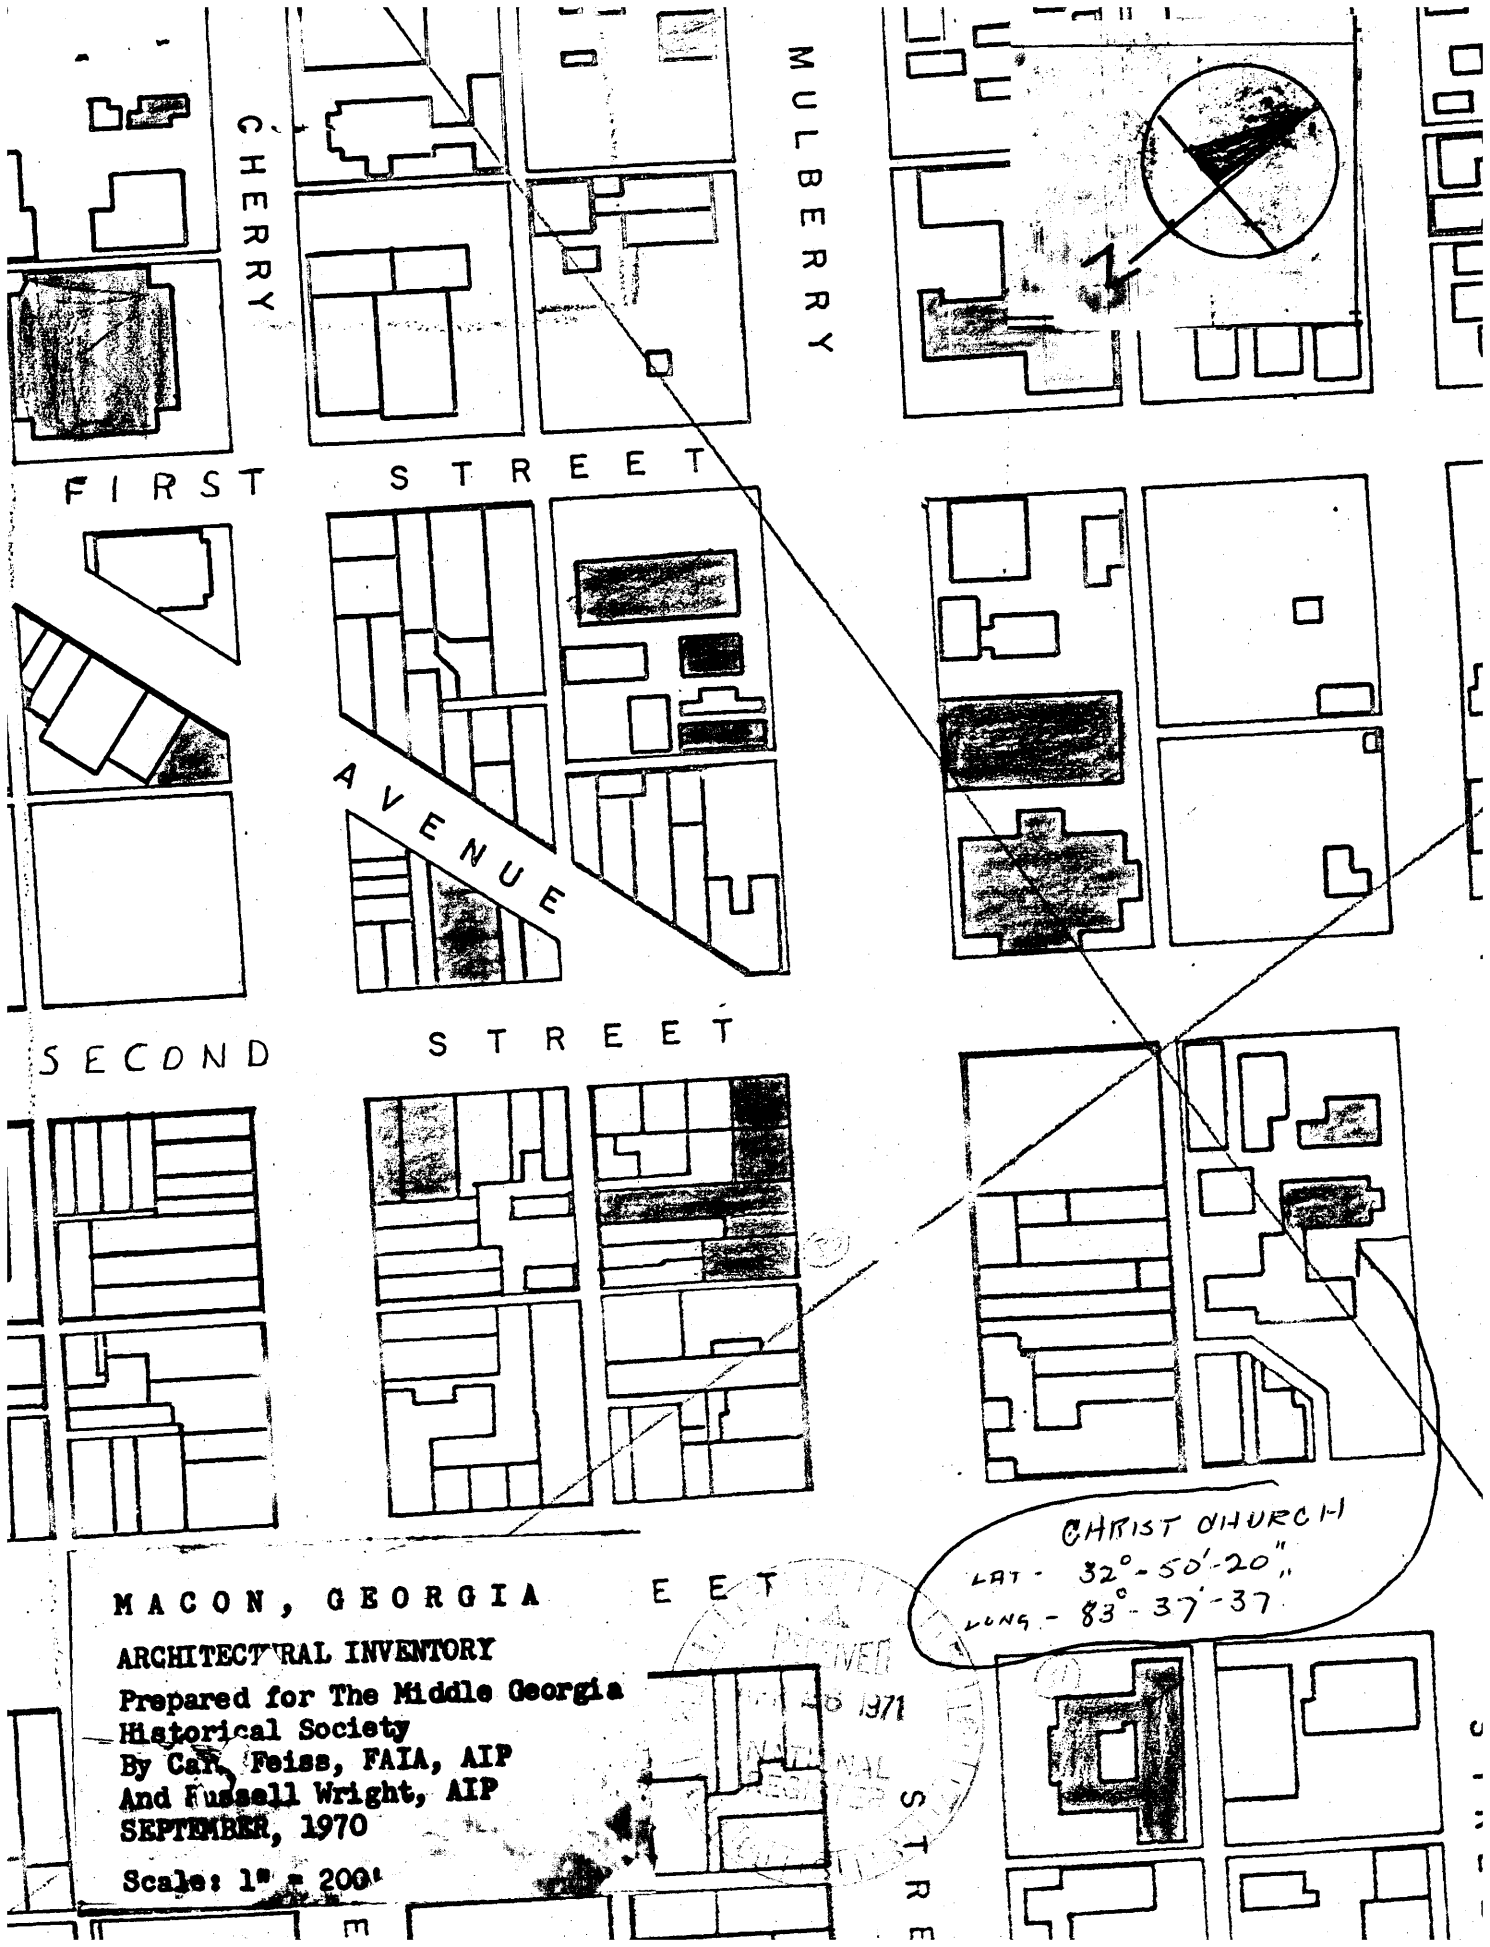 CHERRY
MULBERRY
N
FIRST STREET
AVENUE
SECOND STREET
CHRIST CHURCH
LAT - 32° - 50' - 20"
LONG - 83° - 37' - 37"
MACON, GEORGIA
ARCHITECTURAL INVENTORY
Prepared for The Middle Georgia
Historical Society
By Carl Feiss, FAIA, AIP
And Russell Wright, AIP
SEPTEMBER, 1970
Scale: 1" = 200'
EET
RECEIVED
1971
NATIONAL
REGISTER
STRE
E